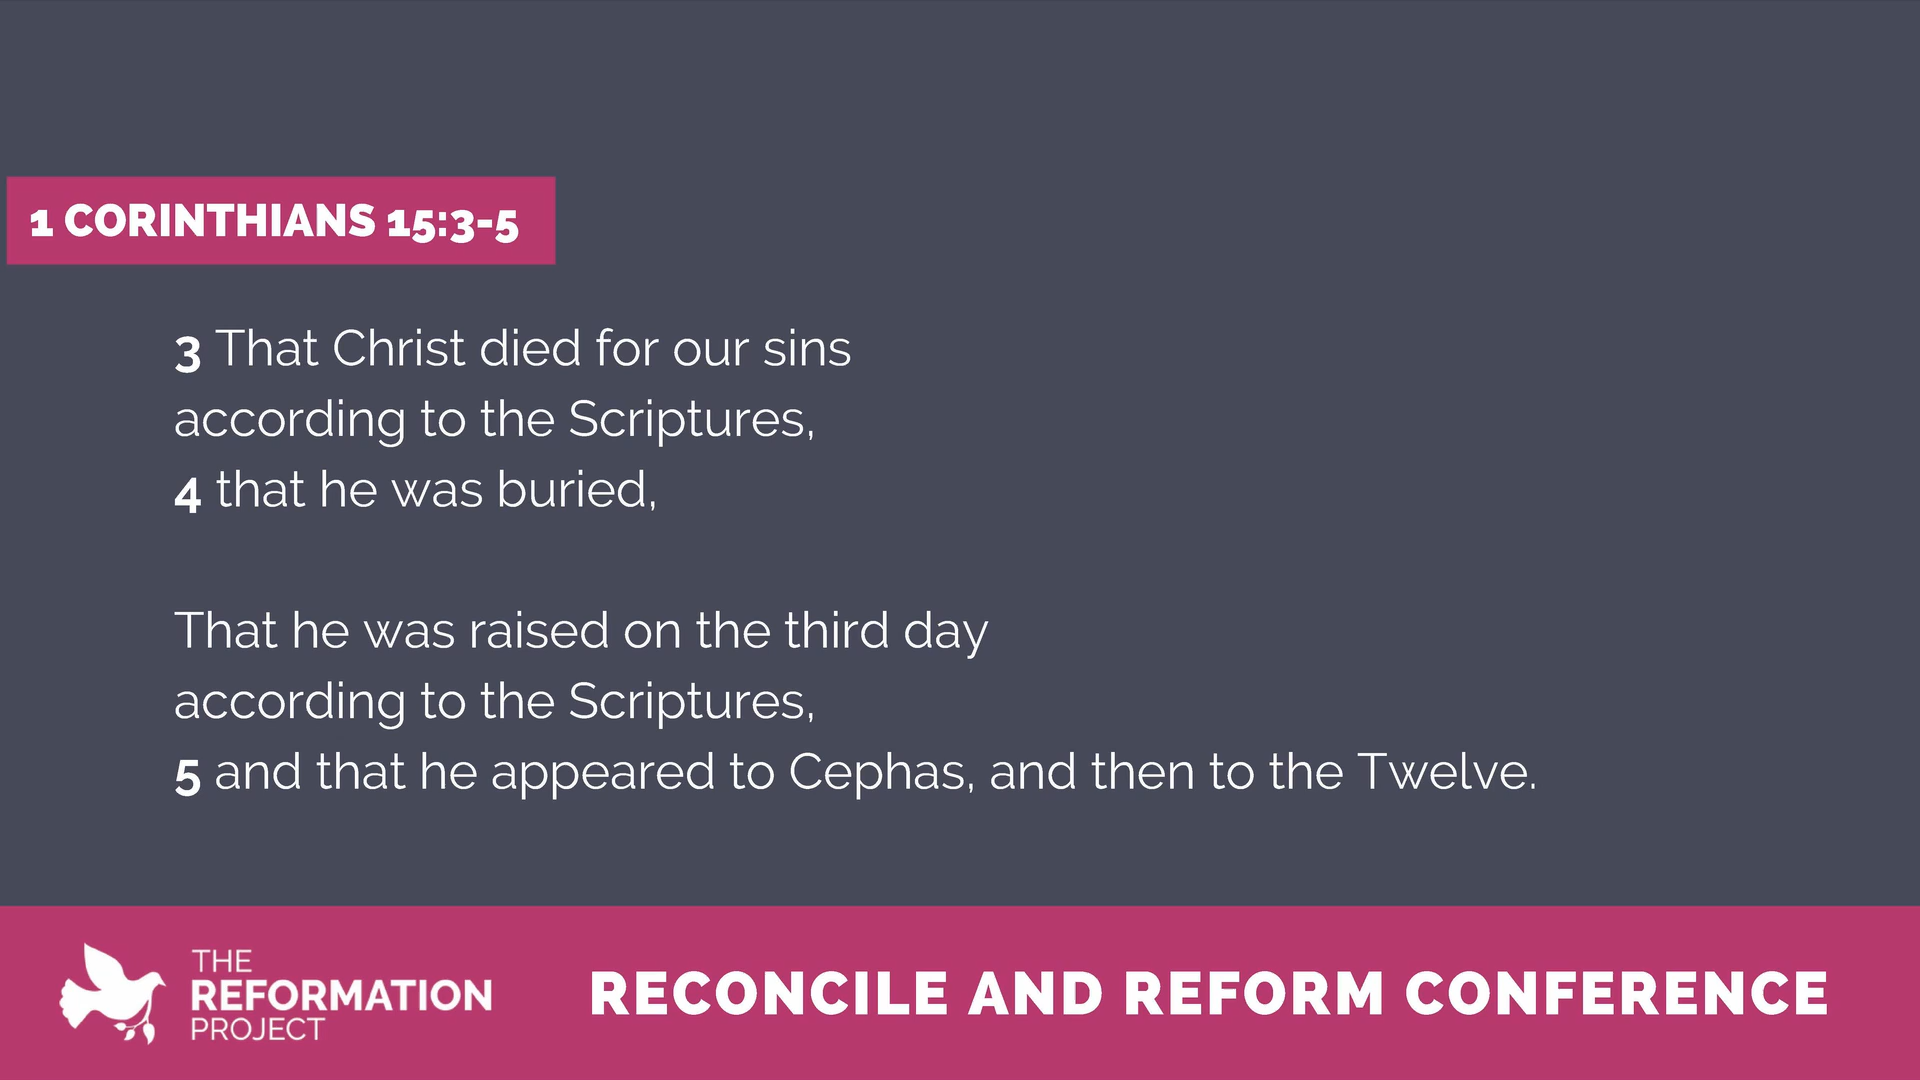 1 CORINTHIANS 15:3-5
3 That Christ died for our sins
according to the Scriptures,
4 that he was buried,
That he was raised on the third day
according to the Scriptures,
5 and that he appeared to Cephas, and then to the Twelve.
THE
REFORMATION
PROJECT
RECONCILE AND REFORM CONFERENCE